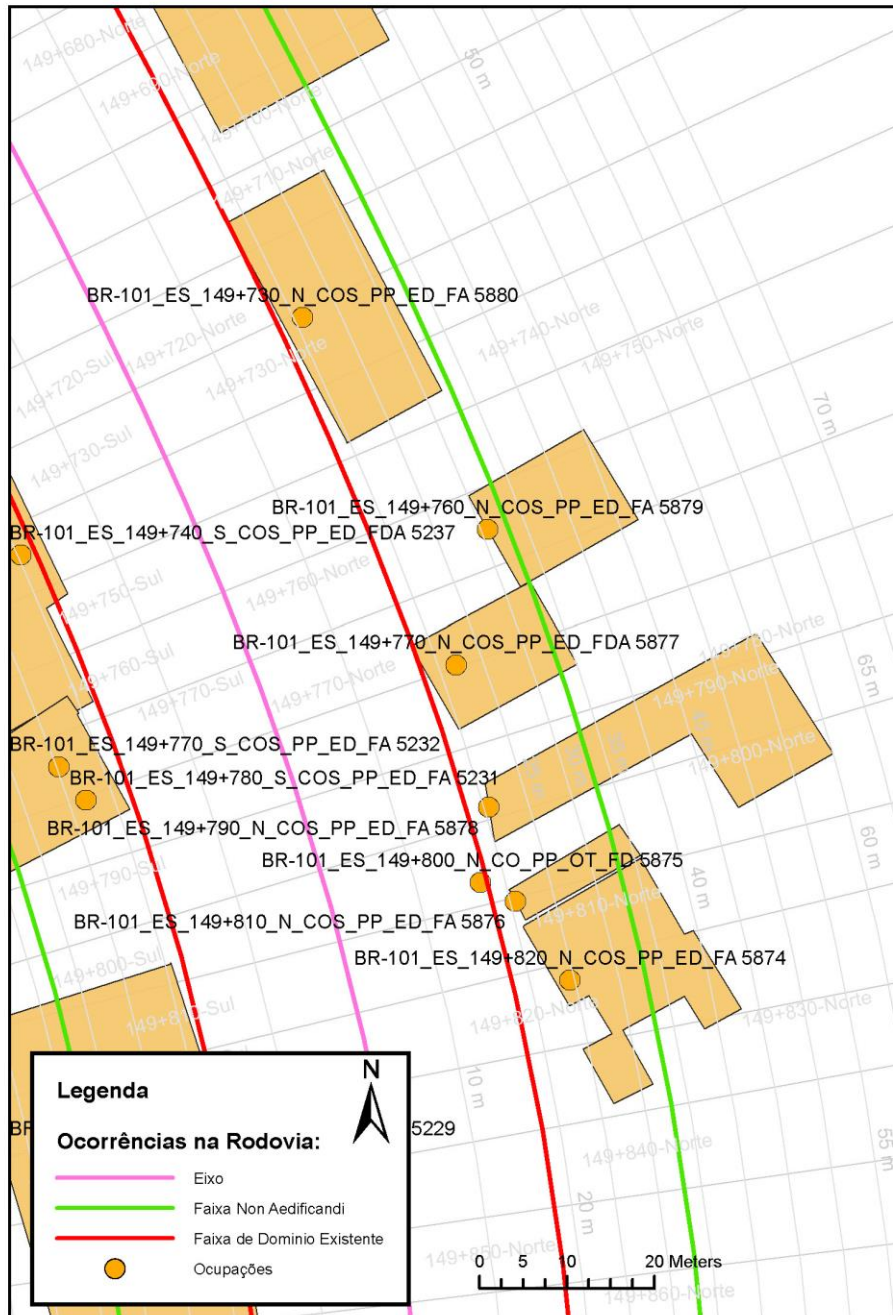 149+680-Norte
149+690-Norte
149+700-Norte
50 m
149+710-Norte
BR-101_ES_149+730_N_COS_PP_ED_FA 5880
149+720-Sul
149+720-Norte
149+730-Norte
149+740-Norte
149+750-Norte
70 m
149+730-Sul
BR-101_ES_149+760_N_COS_PP_ED_FA 5879
BR-101_ES_149+740_S_COS_PP_ED_FDA 5237
149+750-Sul
149+760-Norte
BR-101_ES_149+770_N_COS_PP_ED_FDA 5877
149+760-Sul
149+770-Sul
149+770-Norte
149+790-Norte
65 m
BR-101_ES_149+770_S_COS_PP_ED_FA 5232
149+800-Norte
BR-101_ES_149+780_S_COS_PP_ED_FA 5231
BR-101_ES_149+790_N_COS_PP_ED_FA 5878
60 m
BR-101_ES_149+800_N_CO_PP_OT_FD 5875
149+790-Sul
40 m
149+810-Norte
BR-101_ES_149+810_N_COS_PP_ED_FA 5876
BR-101_ES_149+820_N_COS_PP_ED_FA 5874
149+800-Sul
149+820-Norte
149+830-Norte
10 m
Legenda
N
Ocorrências na Rodovia:
BR
5229
149+840-Norte
55 m
Eixo
Faixa Non Aedificandi
20 m
Faixa de Dominio Existente
149+850-Norte
Ocupações
0 5 10 20 Meters
149+860-Norte